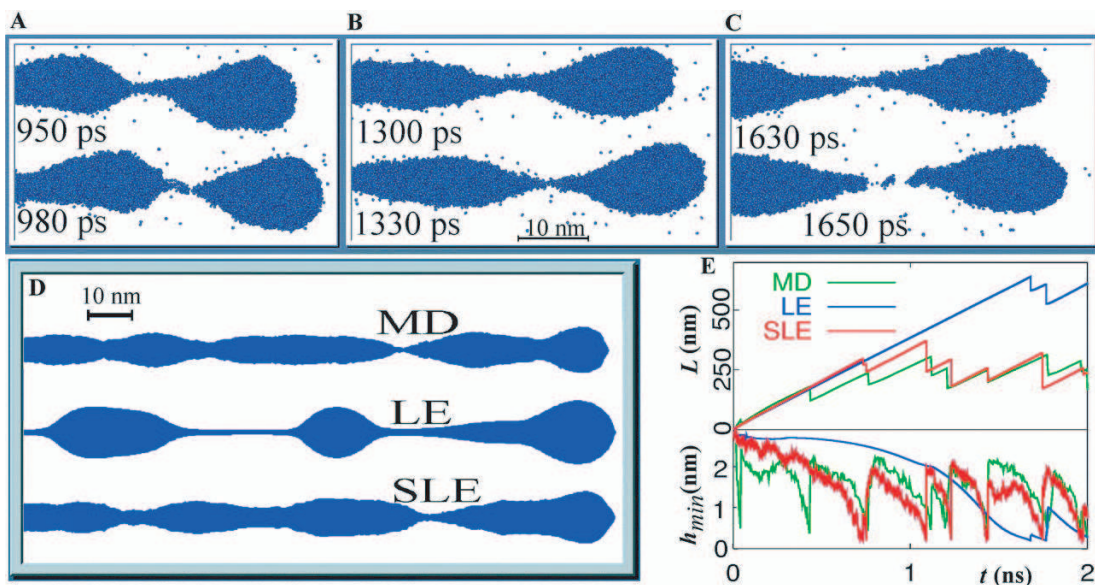 A
B
C
950 ps
980 ps
1300 ps
1330 ps
10 nm
1630 ps
1650 ps
D
10 nm
MD
LE
SLE
E
MD
LE
SLE
L (nm)
500
250
0
h_min (nm)
2
1
0
0
1
2
t (ns)